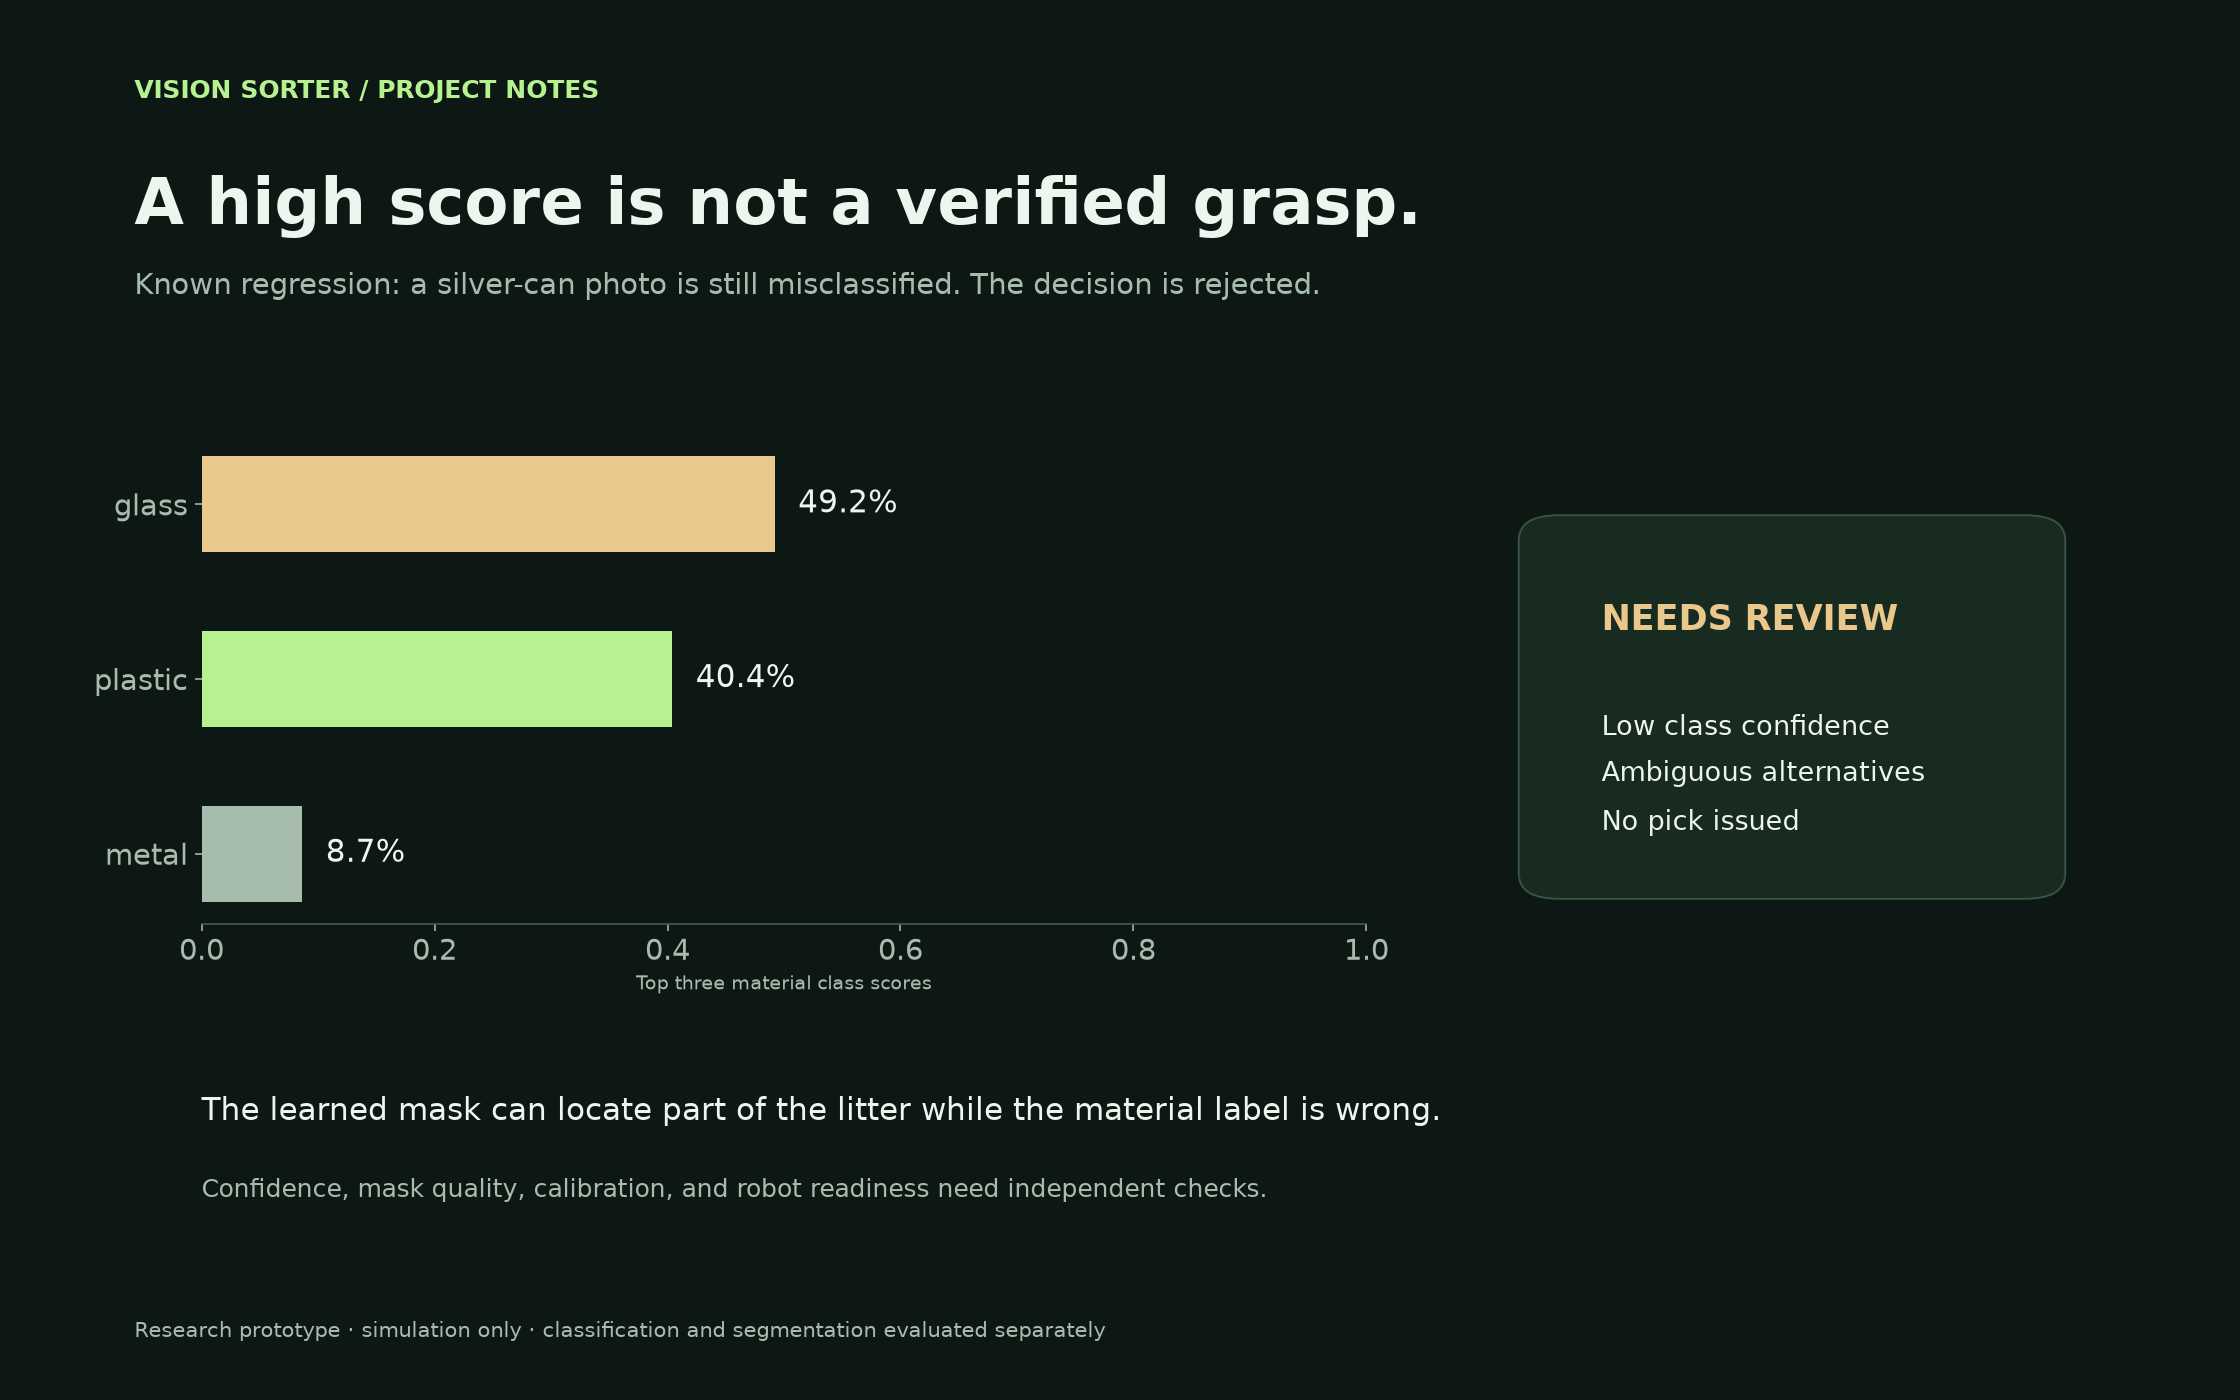 VISION SORTER / PROJECT NOTES
A high score is not a verified grasp.
Known regression: a silver-can photo is still misclassified. The decision is rejected.
glass
49.2%
plastic
40.4%
metal
8.7%
0.0 0.2 0.4 0.6 0.8 1.0
Top three material class scores
NEEDS REVIEW
Low class confidence
Ambiguous alternatives
No pick issued
The learned mask can locate part of the litter while the material label is wrong.
Confidence, mask quality, calibration, and robot readiness need independent checks.
Research prototype · simulation only · classification and segmentation evaluated separately